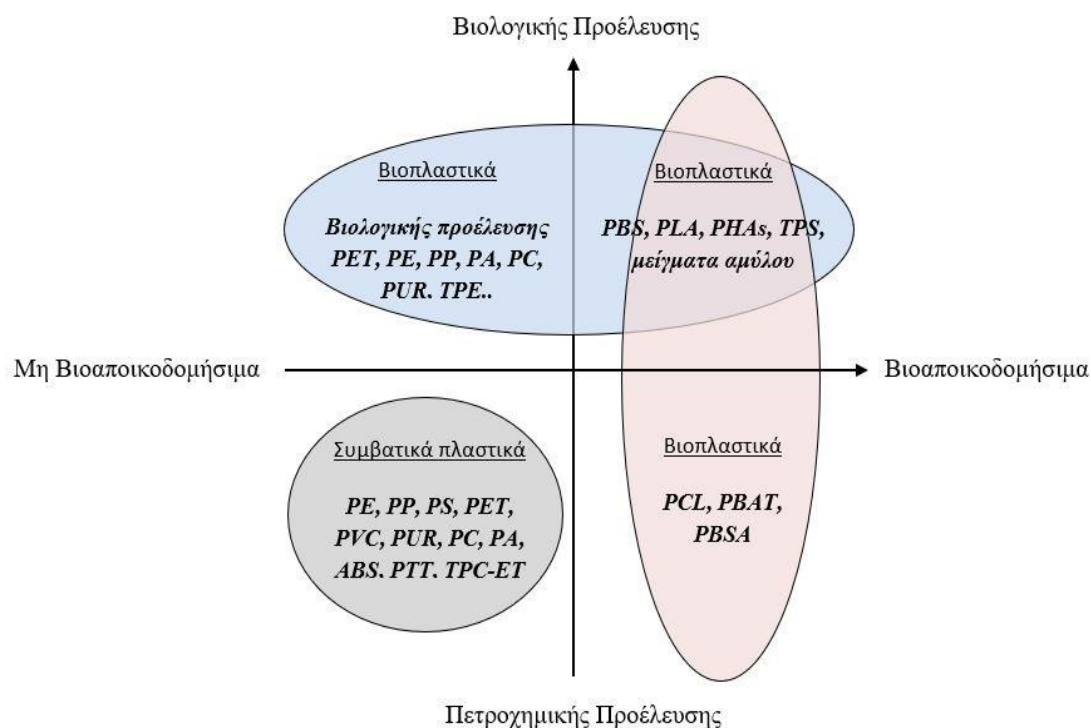 Βιολογικής Προέλευσης
Βιοπλαστικά
Βιολογικής προέλευσης
PET, PE, PP, PA, PC,
PUR, TPE..
Βιοπλαστικά
PBS, PLA, PHAs, TPS,
μείγματα αμύλου
Μη Βιοαποικοδομήσιμα
Βιοαποικοδομήσιμα
Συμβατικά πλαστικά
PE, PP, PS, PET,
PVC, PUR, PC, PA,
ABS, PTT, TPC-ET
Βιοπλαστικά
PCL, PBAT,
PBSA
Πετροχημικής Προέλευσης